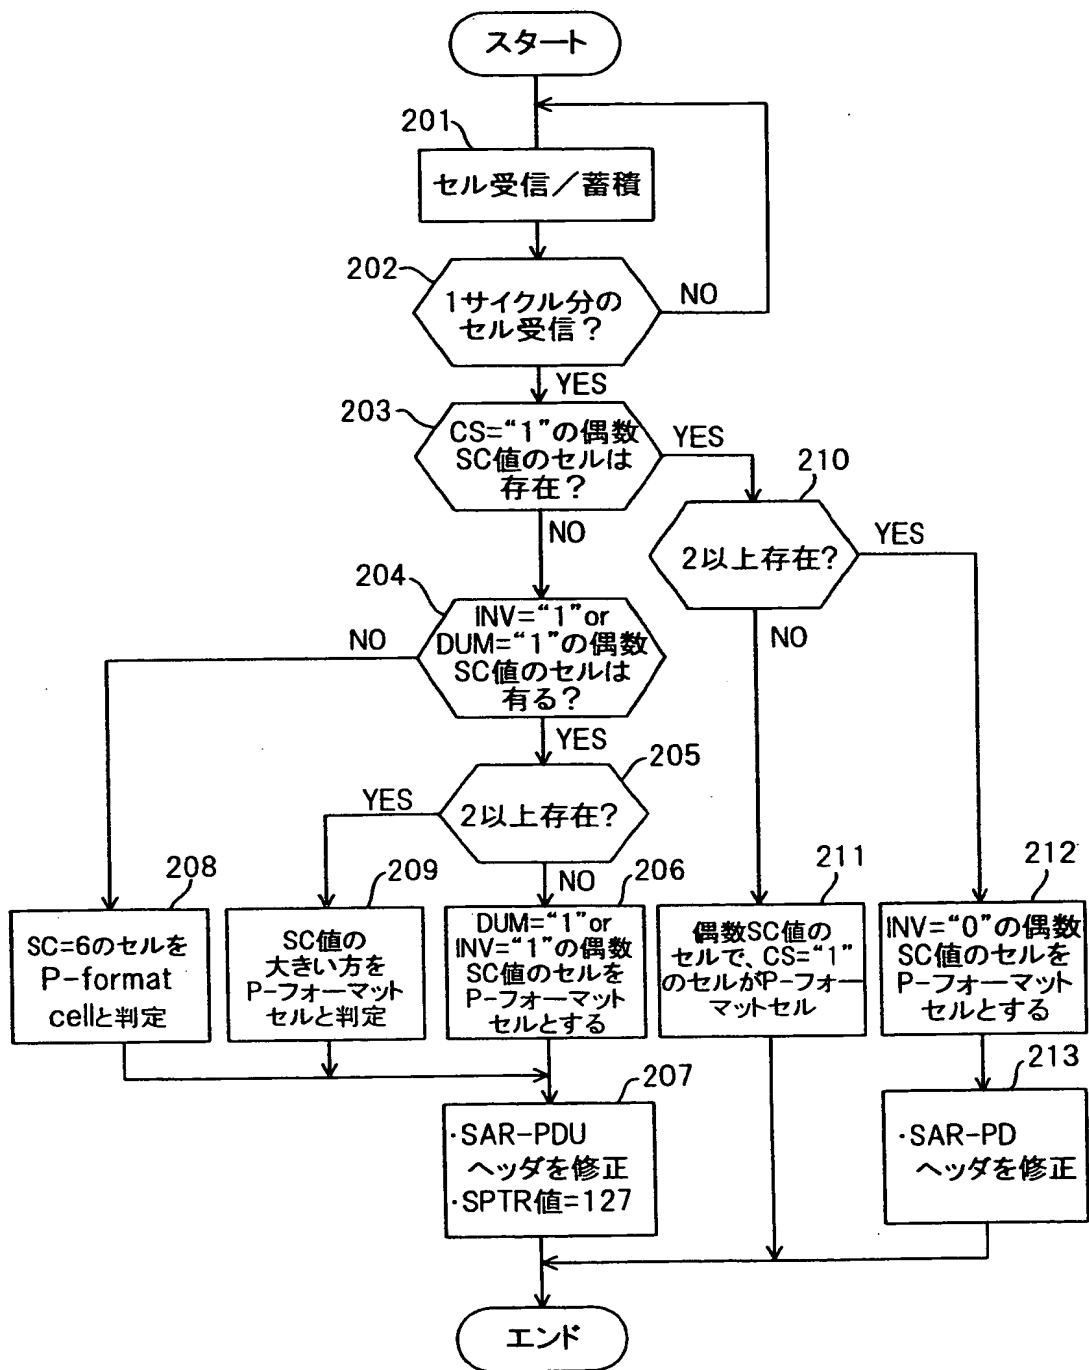 スタート
201
セル受信／蓄積
202
1サイクル分の
セル受信？
NO
YES
203
CS=“1”の偶数
SC値のセルは
存在？
YES
NO
210
2以上存在？
YES
NO
204
INV=“1”or
DUM=“1”の偶数
SC値のセルは
有る？
NO
YES
205
2以上存在？
YES
NO
208
SC=6のセルを
P-format
cellと判定
209
SC値の
大きい方を
P-フォーマット
セルと判定
206
DUM=“1”or
INV=“1”の偶数
SC値のセルを
P-フォーマット
セルとする
211
偶数SC値の
セルで、CS=“1”
のセルがP-フォー
マットセル
212
INV=“0”の偶数
SC値のセルを
P-フォーマット
セルとする
207
・SAR-PDU
ヘッダを修正
・SPTR値=127
213
・SAR-PD
ヘッダを修正
エンド